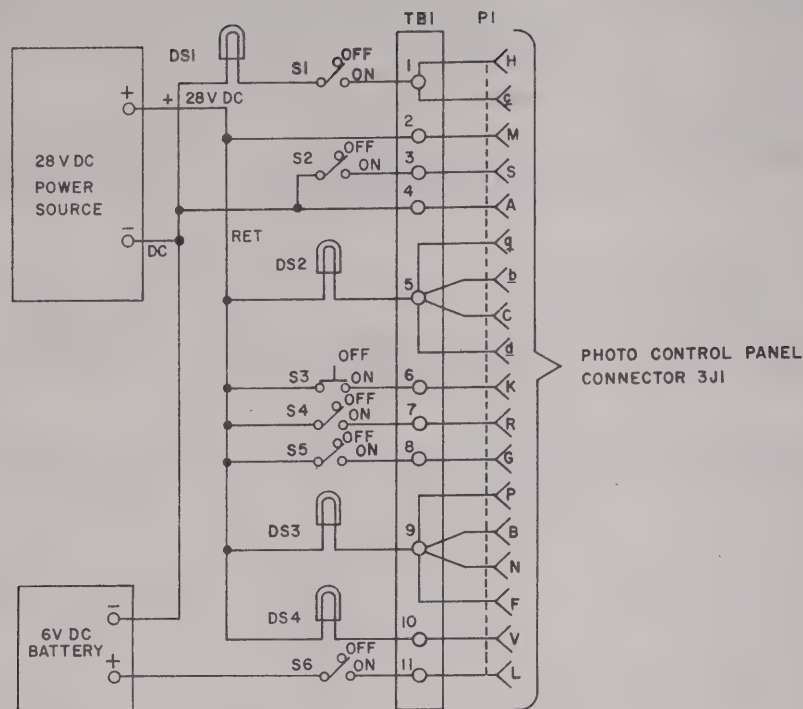 TB1 P1
DS1
OFF
S1 ON
1
H
c
+
+ 28V DC
2
M
OFF
S2 ON
3
S
28 V DC
POWER
SOURCE
4
A
−
DC
RET
q
DS2
5
b
C
d
OFF
S3 ON
6
K
PHOTO CONTROL PANEL
CONNECTOR 3J1
OFF
S4 ON
7
R
OFF
S5 ON
8
G
P
DS3
9
B
N
F
DS4
10
V
−
6V DC
BATTERY
+
OFF
S6 ON
11
L